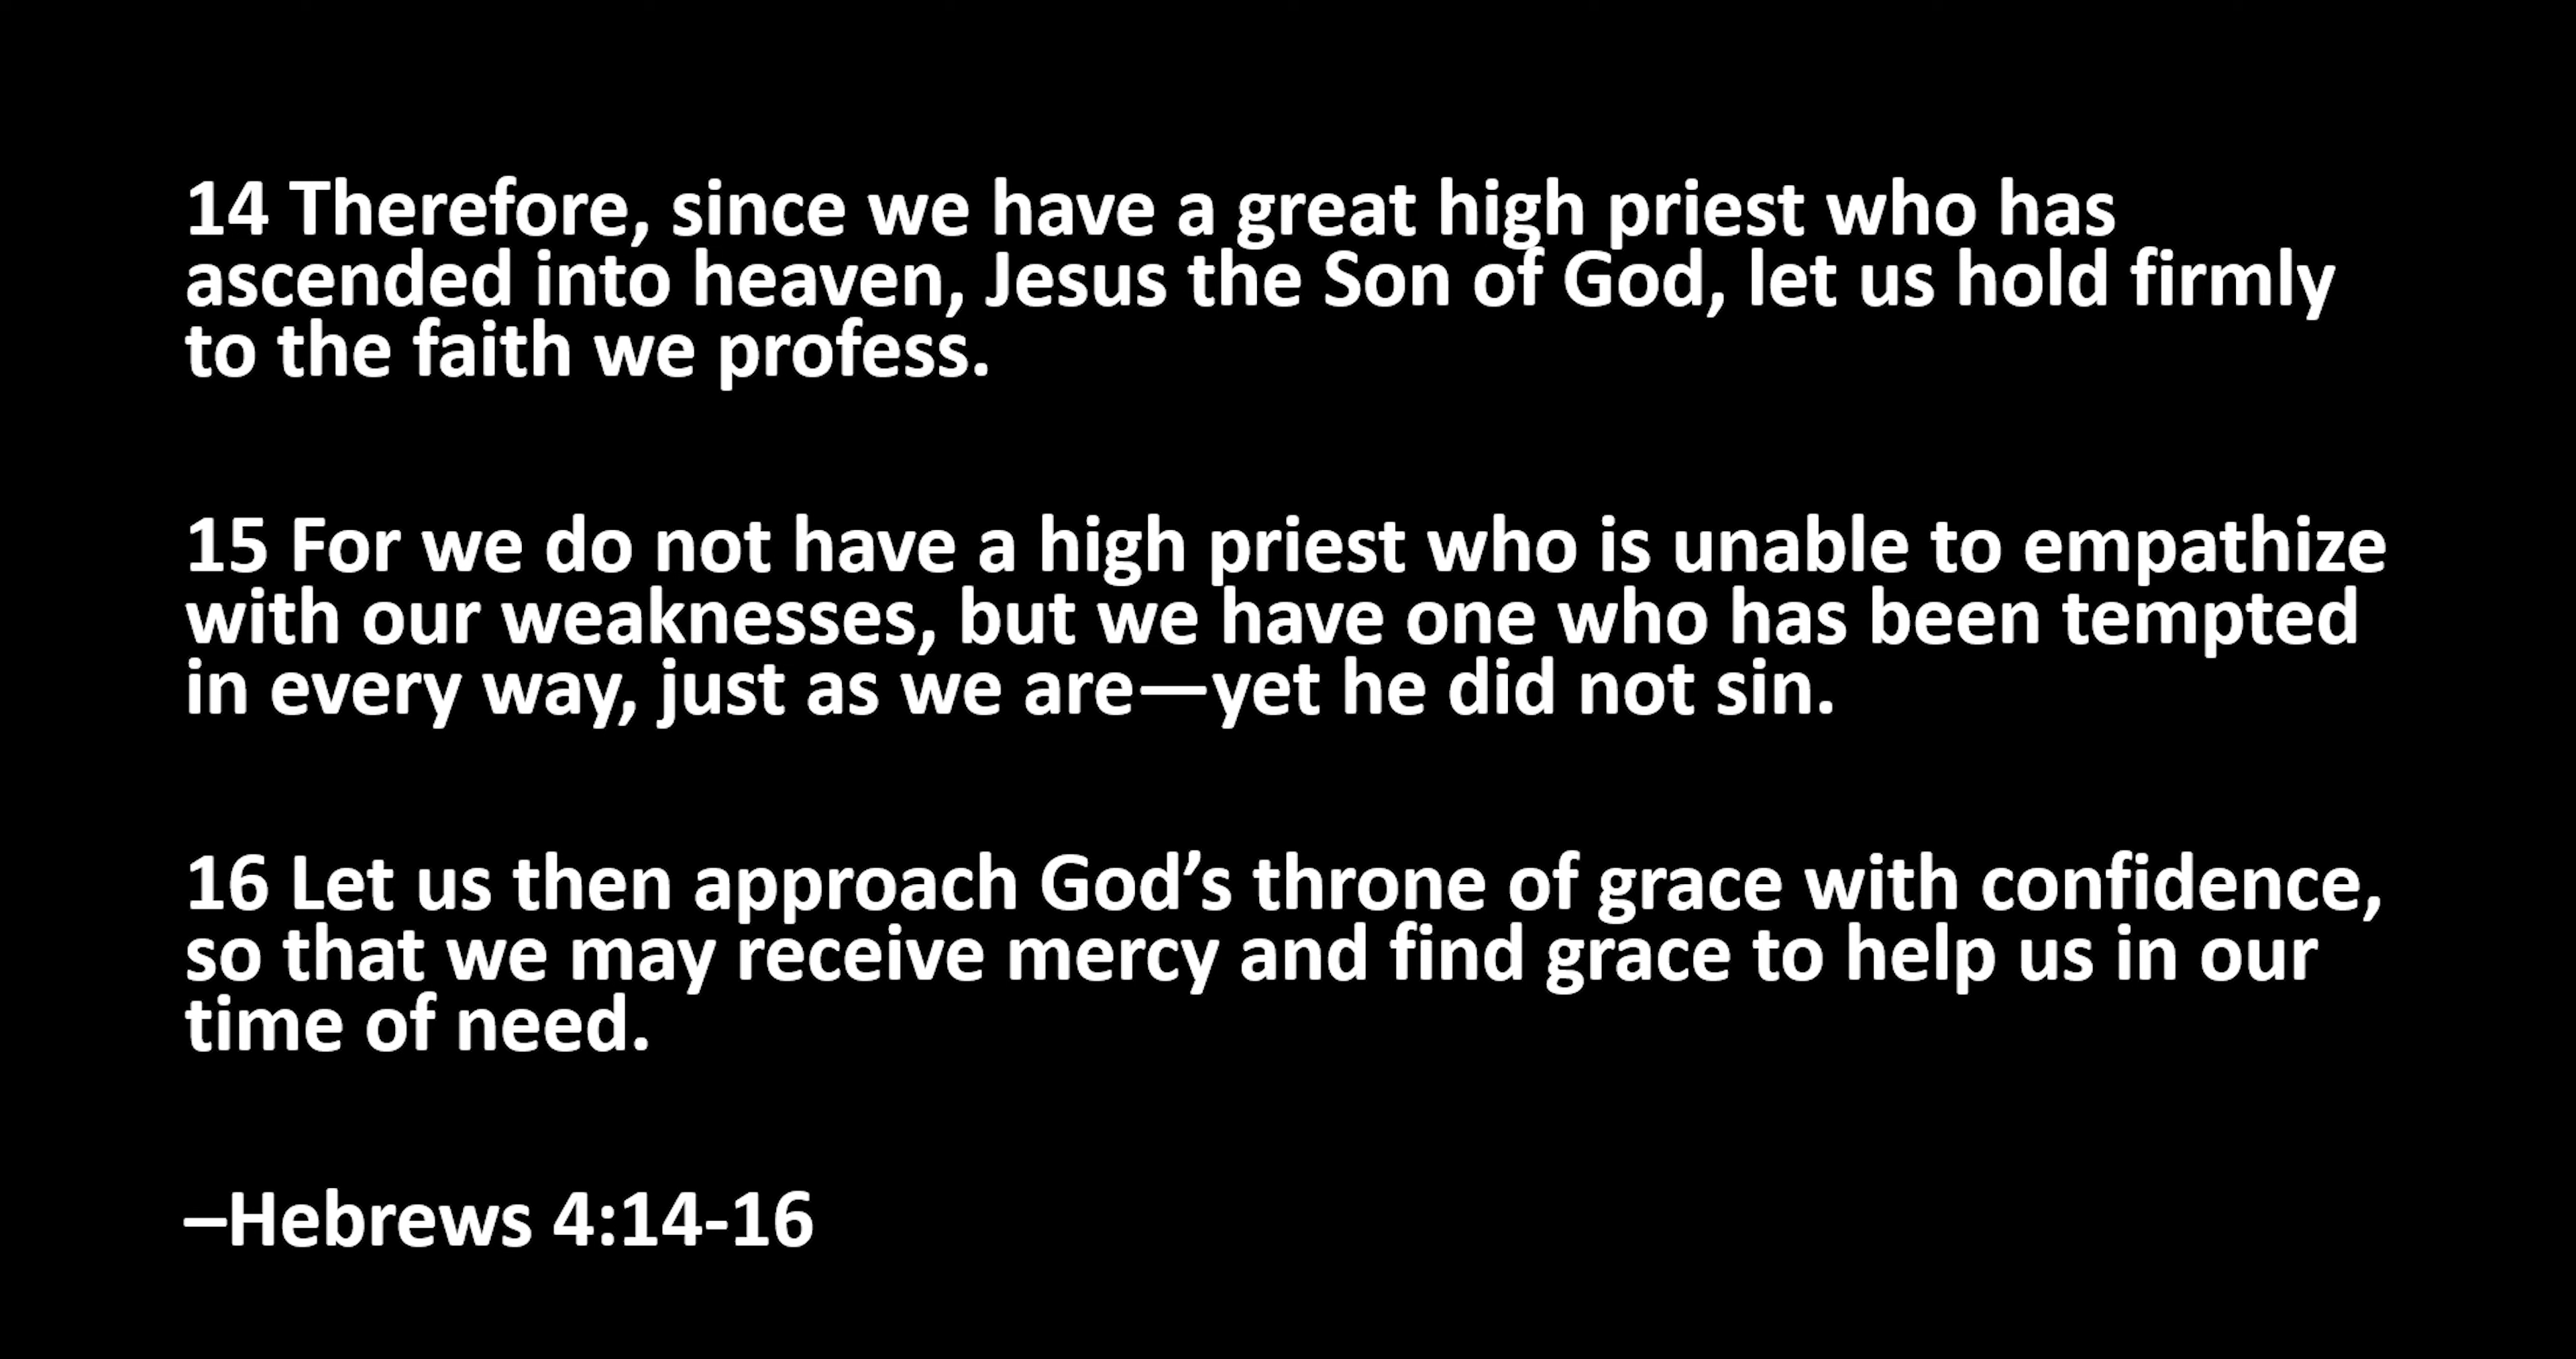 14 Therefore, since we have a great high priest who has
ascended into heaven, Jesus the Son of God, let us hold firmly
to the faith we profess.
15 For we do not have a high priest who is unable to empathize
with our weaknesses, but we have one who has been tempted
in every way, just as we are—yet he did not sin.
16 Let us then approach God’s throne of grace with confidence,
so that we may receive mercy and find grace to help us in our
time of need.
–Hebrews 4:14-16